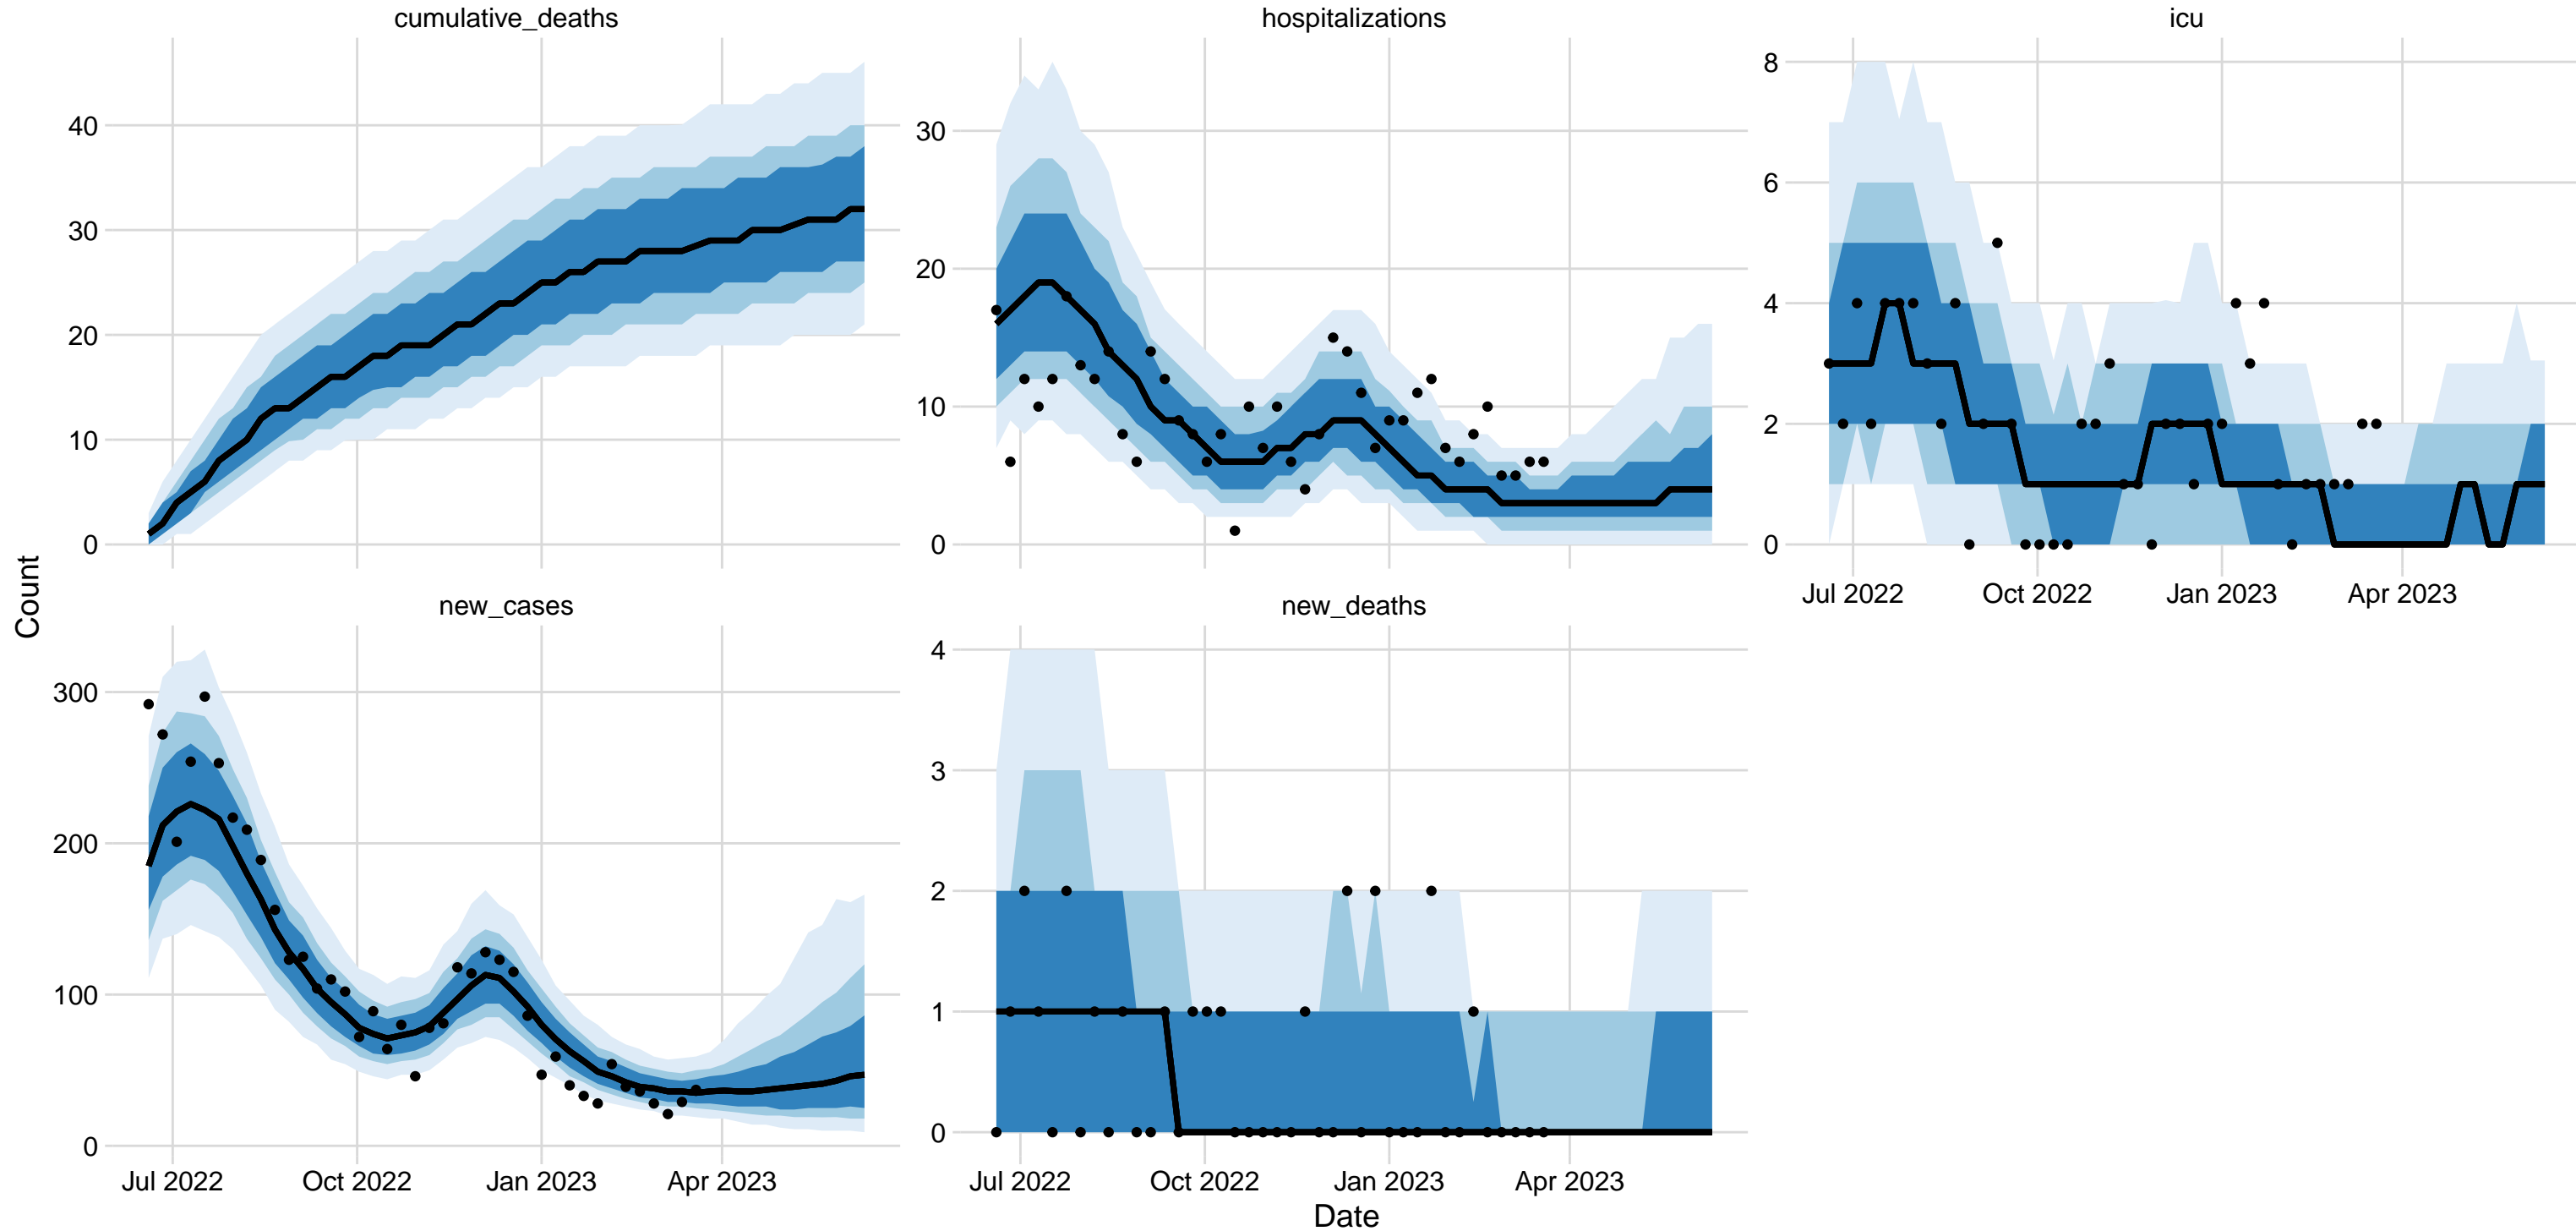 cumulative_deaths
hospitalizations
icu
40
30
20
10
0
30
20
10
0
8
6
4
2
0
Jul 2022
Oct 2022
Jan 2023
Apr 2023
Count
new_cases
new_deaths
300
200
100
0
4
3
2
1
0
Jul 2022
Oct 2022
Jan 2023
Apr 2023
Jul 2022
Oct 2022
Jan 2023
Apr 2023
Date